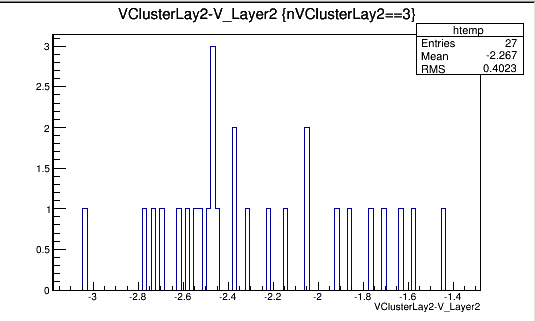 VClusterLay2-V_Layer2 {nVClusterLay2==3}
htemp
Entries 27
Mean -2.267
RMS 0.4023
3
2.5
2
1.5
1
0.5
0
-3 -2.8 -2.6 -2.4 -2.2 -2 -1.8 -1.6 -1.4
VClusterLay2-V_Layer2